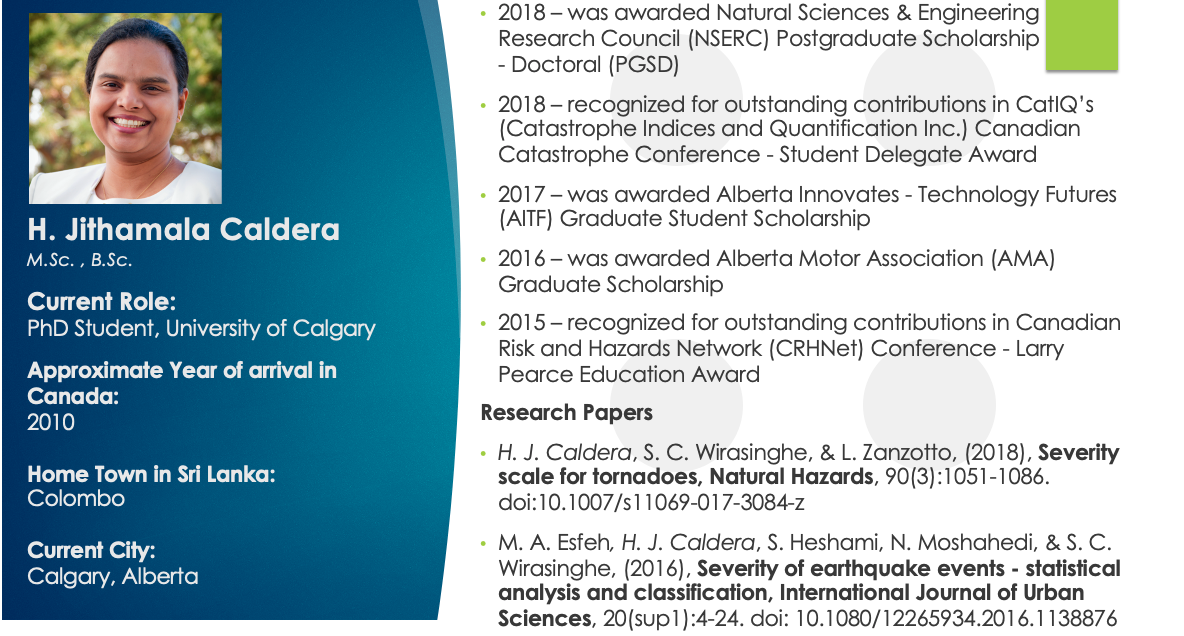 H. Jithamala Caldera
M.Sc. , B.Sc.
Current Role:
PhD Student, University of Calgary
Approximate Year of arrival in
Canada:
2010
Home Town in Sri Lanka:
Colombo
Current City:
Calgary, Alberta
• 2018 – was awarded Natural Sciences & Engineering
Research Council (NSERC) Postgraduate Scholarship
- Doctoral (PGSD)
• 2018 – recognized for outstanding contributions in CatIQ's
(Catastrophe Indices and Quantification Inc.) Canadian
Catastrophe Conference - Student Delegate Award
• 2017 – was awarded Alberta Innovates - Technology Futures
(AITF) Graduate Student Scholarship
• 2016 – was awarded Alberta Motor Association (AMA)
Graduate Scholarship
• 2015 – recognized for outstanding contributions in Canadian
Risk and Hazards Network (CRHNet) Conference - Larry
Pearce Education Award
Research Papers
• H. J. Caldera, S. C. Wirasinghe, & L. Zanzotto, (2018), Severity
scale for tornadoes, Natural Hazards, 90(3):1051-1086.
doi:10.1007/s11069-017-3084-z
• M. A. Esfeh, H. J. Caldera, S. Heshami, N. Moshahedi, & S. C.
Wirasinghe, (2016), Severity of earthquake events - statistical
analysis and classification, International Journal of Urban
Sciences, 20(sup1):4-24. doi: 10.1080/12265934.2016.1138876